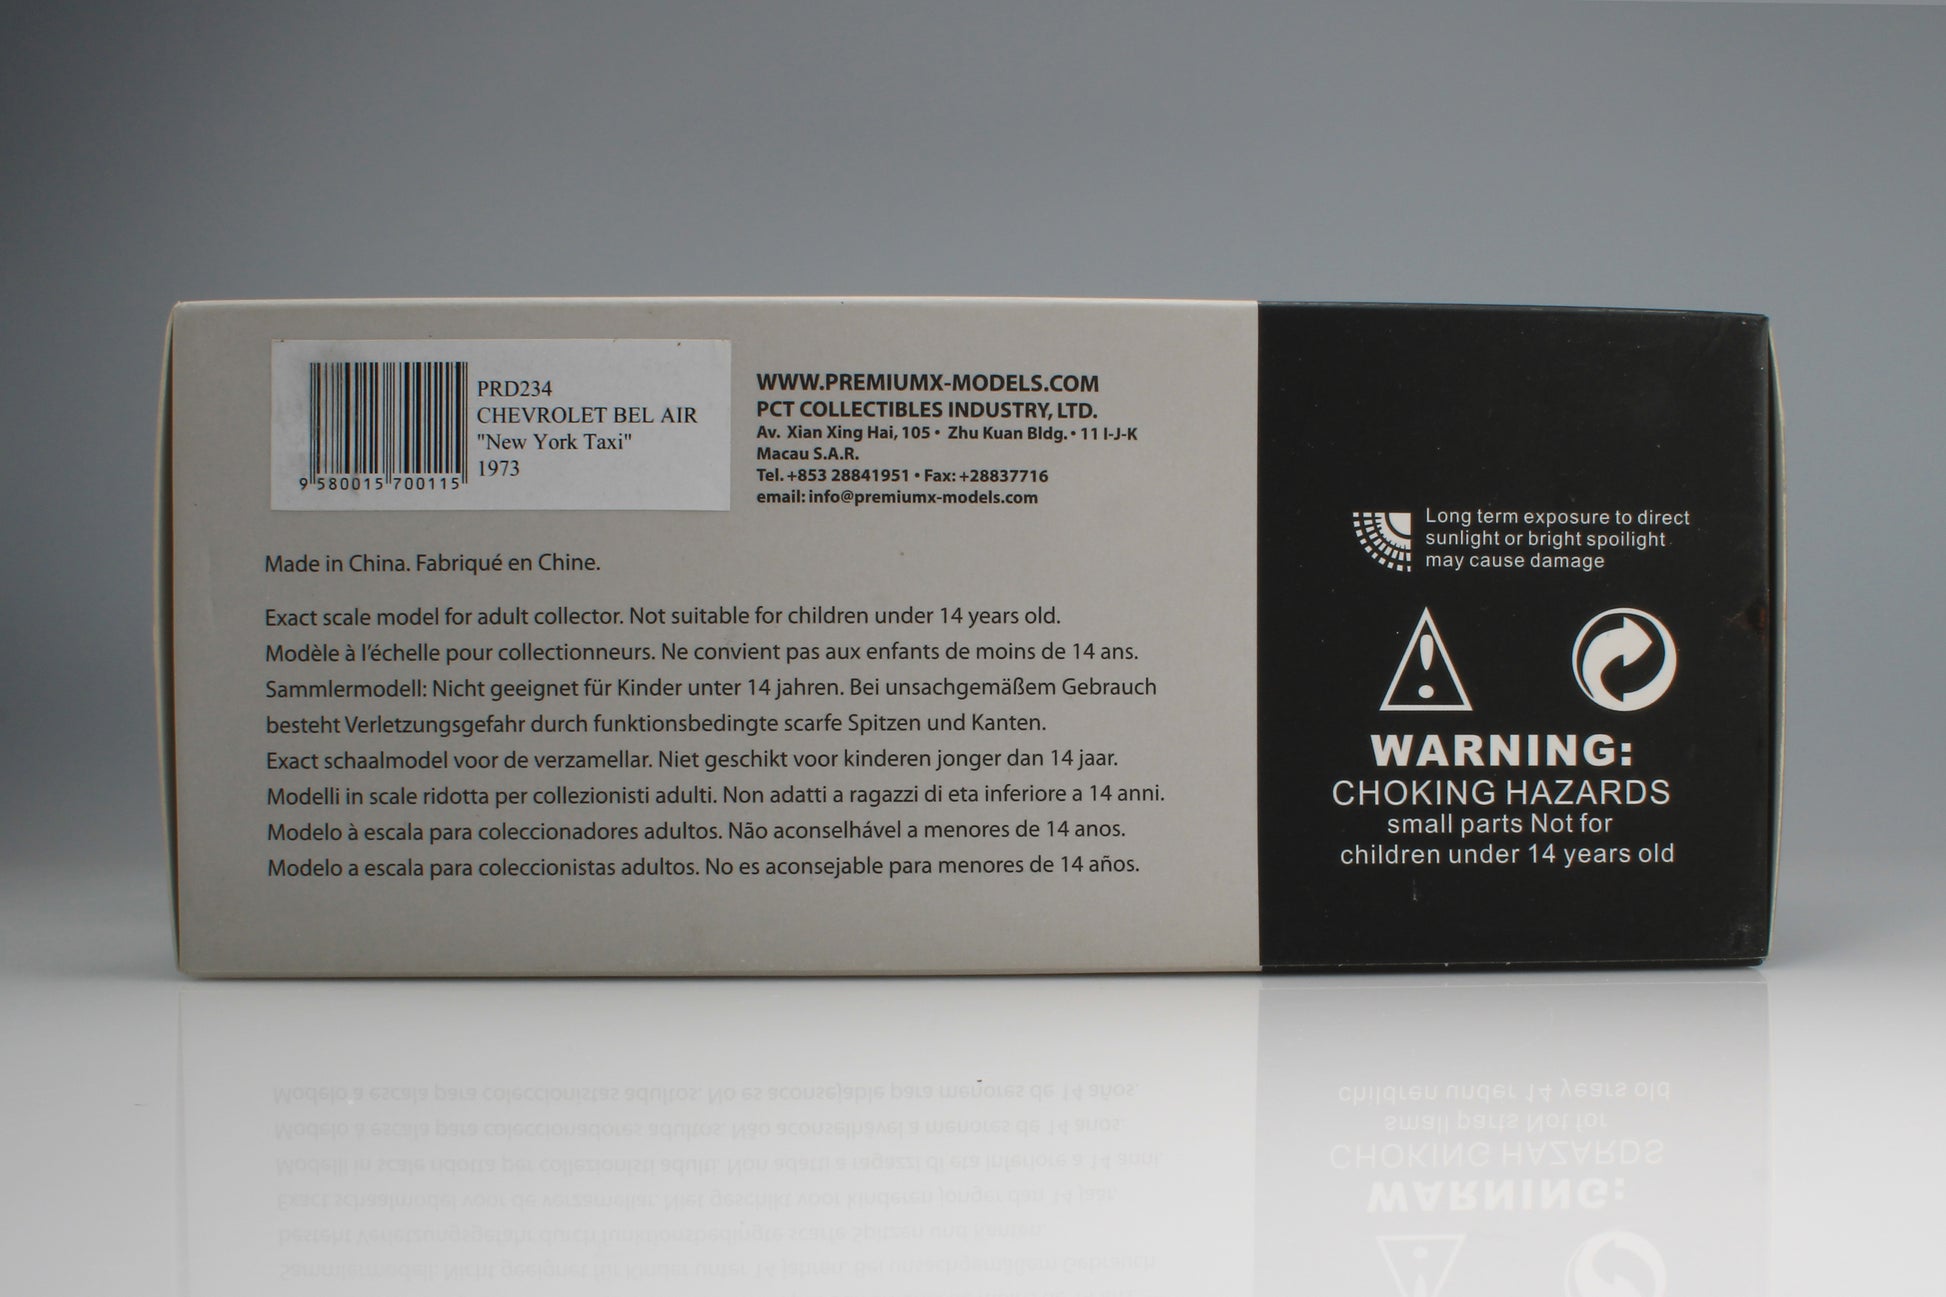 PRD234
CHEVROLET BEL AIR
"New York Taxi"
1973
9 580015 700115
WWW.PREMIUMX-MODELS.COM
PCT COLLECTIBLES INDUSTRY, LTD.
Av. Xian Xing Hai, 105 • Zhu Kuan Bldg. • 11 I-J-K
Macau S.A.R.
Tel. +853 28841951 • Fax: +28837716
email: info@premiumx-models.com
Made in China. Fabriqué en Chine.
Exact scale model for adult collector. Not suitable for children under 14 years old.
Modèle à l'échelle pour collectionneurs. Ne convient pas aux enfants de moins de 14 ans.
Sammlermodell: Nicht geeignet für Kinder unter 14 jahren. Bei unsachgemäßem Gebrauch
besteht Verletzungsgefahr durch funktionsbedingte scarfe Spitzen und Kanten.
Exact schaalmodel voor de verzamellar. Niet geschikt voor kinderen jonger dan 14 jaar.
Modelli in scale ridotta per collezionisti adulti. Non adatti a ragazzi di eta inferiore a 14 anni.
Modelo à escala para coleccionadores adultos. Não aconselhável a menores de 14 anos.
Modelo a escala para coleccionistas adultos. No es aconsejable para menores de 14 años.
Long term exposure to direct
sunlight or bright spoilight
may cause damage
WARNING:
CHOKING HAZARDS
small parts Not for
children under 14 years old